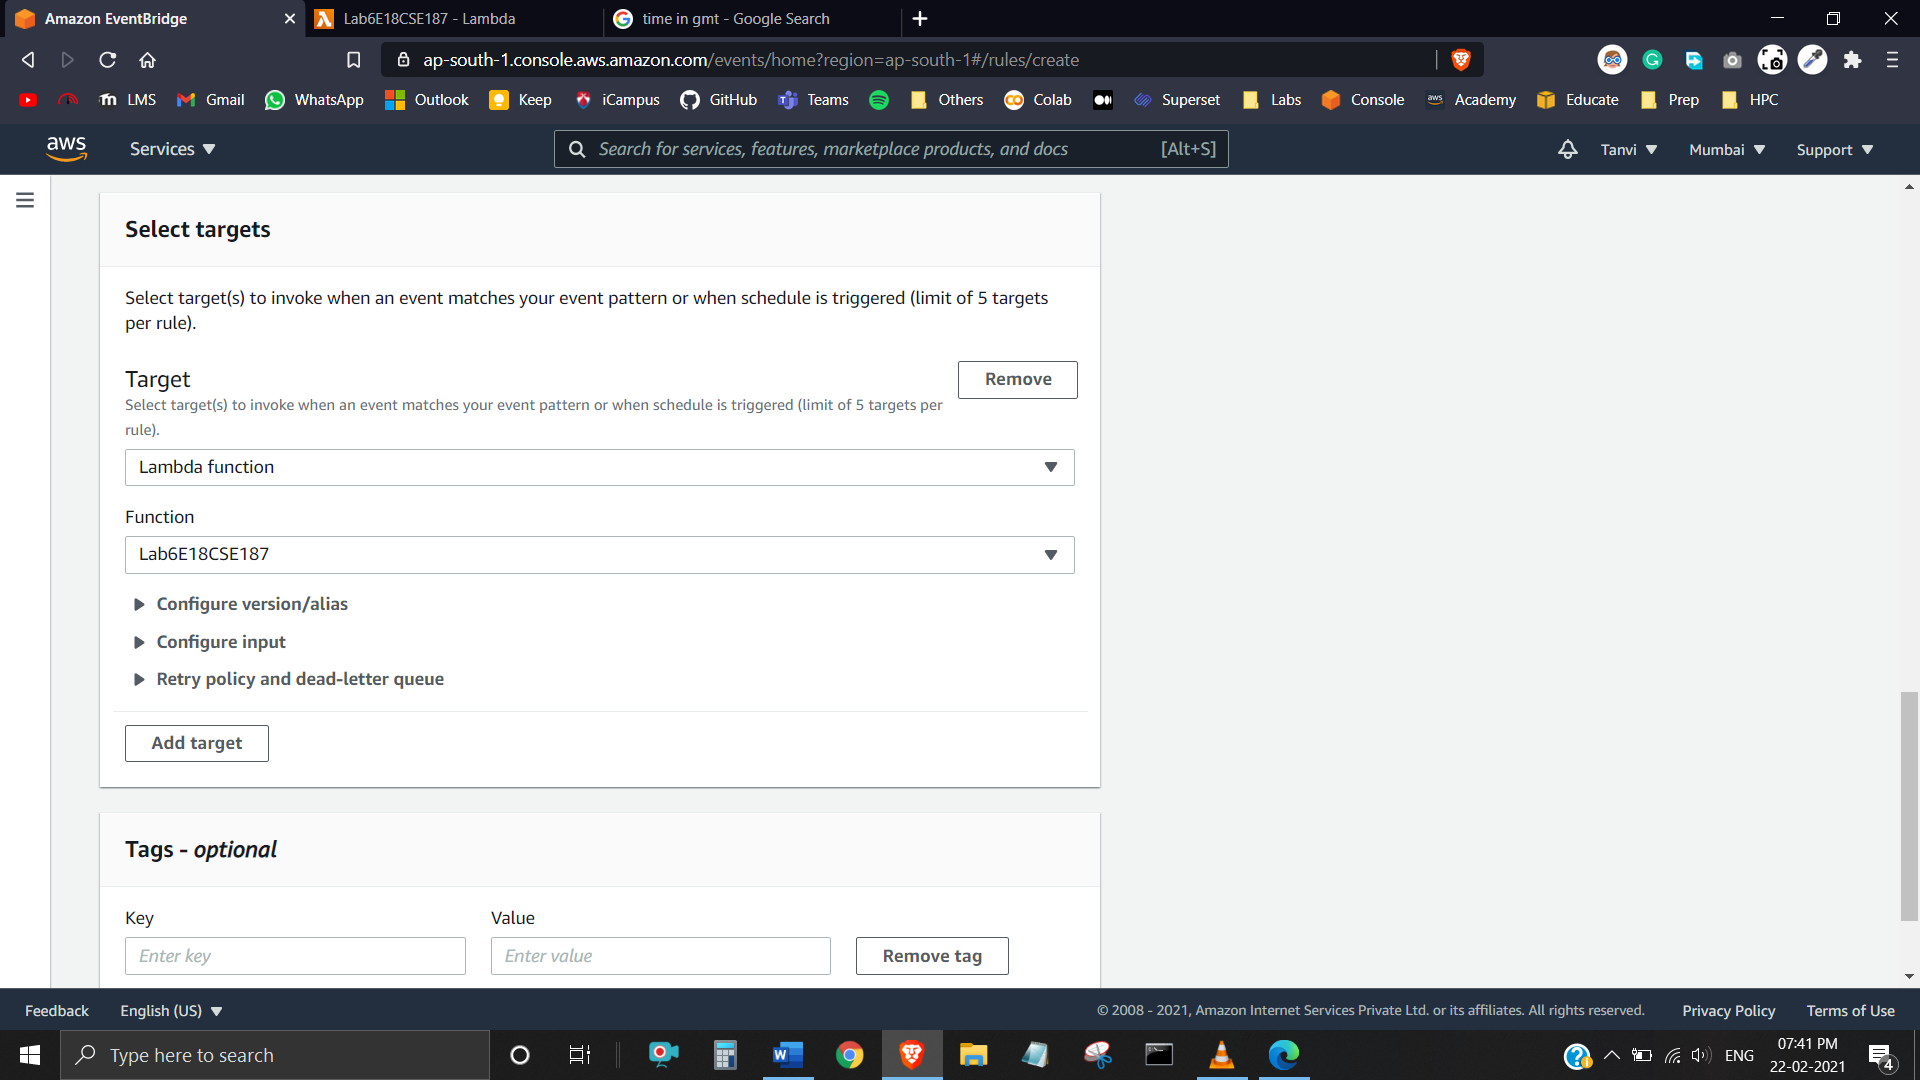 Amazon EventBridge
Lab6E18CSE187 - Lambda
time in gmt - Google Search
ap-south-1.console.aws.amazon.com/events/home?region=ap-south-1#/rules/create
LMS
Gmail
WhatsApp
Outlook
Keep
iCampus
GitHub
Teams
Others
Colab
Superset
Labs
Console
aws
Academy
Educate
Prep
HPC
aws
Services
Search for services, features, marketplace products, and docs
[Alt+S]
Tanvi
Mumbai
Support
Select targets
Select target(s) to invoke when an event matches your event pattern or when schedule is triggered (limit of 5 targets
per rule).
Target
Remove
Select target(s) to invoke when an event matches your event pattern or when schedule is triggered (limit of 5 targets per
rule).
Lambda function
Function
Lab6E18CSE187
Configure version/alias
Configure input
Retry policy and dead-letter queue
Add target
Tags - optional
Key
Value
Enter key
Enter value
Remove tag
Feedback
English (US)
© 2008 - 2021, Amazon Internet Services Private Ltd. or its affiliates. All rights reserved.
Privacy Policy
Terms of Use
Type here to search
ENG
07:41 PM
22-02-2021
4